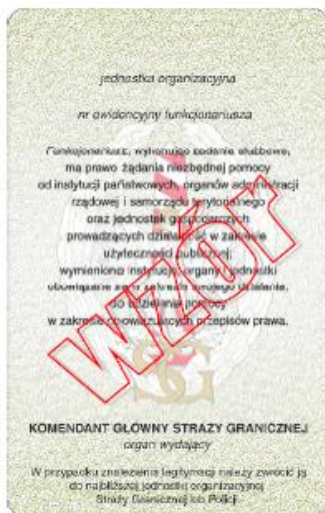 jednostka organizacyjna
nr ewidencyjny funkcjonariusza
Funkcjonariusz, wykonując zadania służbowe,
ma prawo żądania niezbędnej pomocy
od instytucji państwowych, organów administracji
rządowej i samorządu terytorialnego
oraz jednostek gospodarczych
prowadzących działalność w zakresie
użyteczności publicznej;
wymienione instytucje, organy i jednostki
obowiązane są w zakresie swojego działania,
do udzielania pomocy
w zakresie obowiązujących przepisów prawa.
WZÓR
SG
KOMENDANT GŁÓWNY STRAŻY GRANICZNEJ
organ wydający
W przypadku znalezienia legitymacji należy zwrócić ją
do najbliższej jednostki organizacyjnej
Straży Granicznej lub Policji